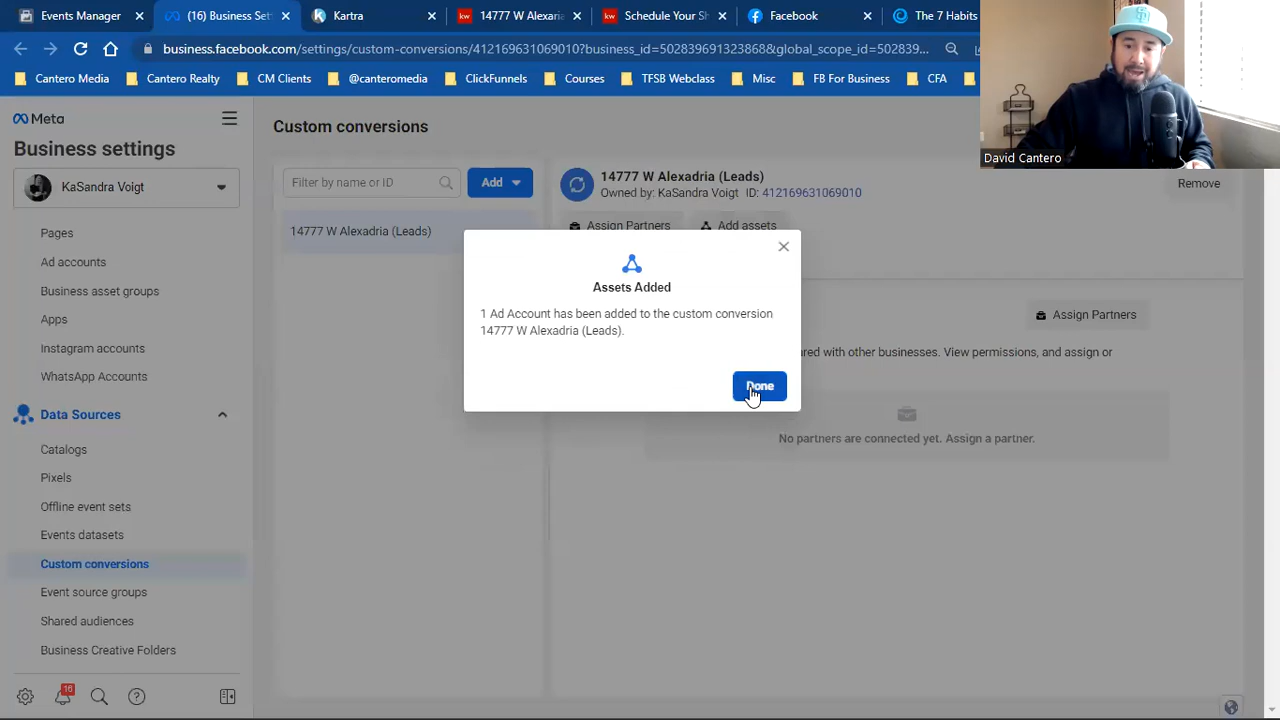 Events Manager
(16) Business Set
Kartra
14777 W Alexaria
Schedule Your Sh
Facebook
The 7 Habits
business.facebook.com/settings/custom-conversions/412169631069010?business_id=5028396913238688&global_scope_id=502839...
Cantero Media
Cantero Realty
CM Clients
@canteromedia
ClickFunnels
Courses
TFSB Webclass
Misc
FB For Business
CFA
David Cantero
Meta
Business settings
KaSandra Voigt
Pages
Ad accounts
Business asset groups
Apps
Instagram accounts
WhatsApp Accounts
Data Sources
Catalogs
Pixels
Offline event sets
Events datasets
Custom conversions
Event source groups
Shared audiences
Business Creative Folders
16
Custom conversions
Filter by name or ID
Add
14777 W Alexadria (Leads)
14777 W Alexadria (Leads)
Owned by: KaSandra Voigt ID: 412169631069010
Remove
Assign Partners
Add assets
Assets Added
1 Ad Account has been added to the custom conversion
14777 W Alexadria (Leads).
Done
Assign Partners
ared with other businesses. View permissions, and assign or
No partners are connected yet. Assign a partner.